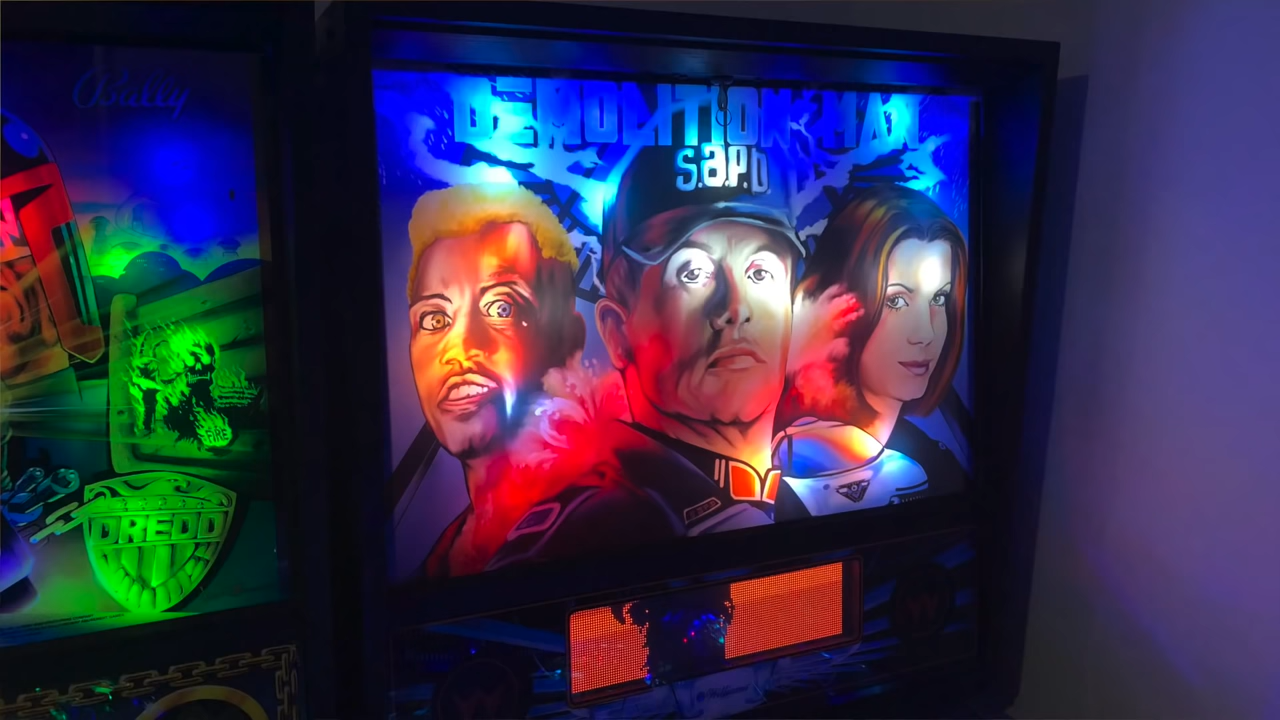 Bally
DEMOLITION MAN
S.A.P.D.
FIRE
DREDD